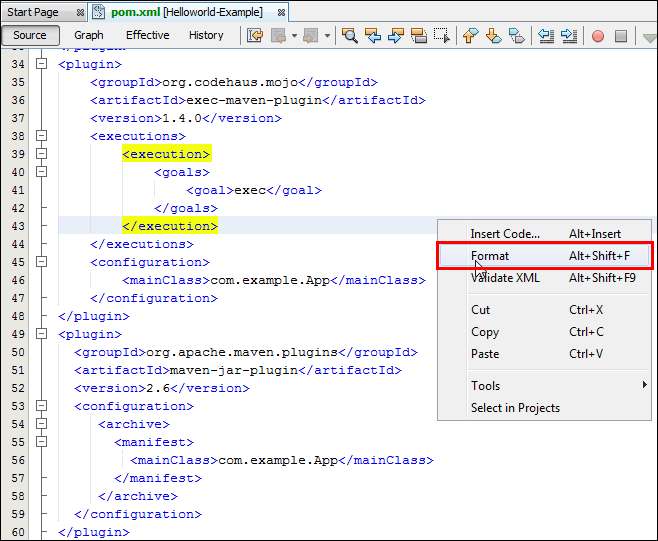 Start Page pom.xml [Helloworld-Example]
Source Graph Effective History
34 <plugin>
35 <groupId>org.codehaus.mojo</groupId>
36 <artifactId>exec-maven-plugin</artifactId>
37 <version>1.4.0</version>
38 <executions>
39 <execution>
40 <goals>
41 <goal>exec</goal>
42 </goals>
43 </execution>
44 </executions>
45 <configuration>
46 <mainClass>com.example.App</mainClass>
47 </configuration>
48 </plugin>
49 <plugin>
50 <groupId>org.apache.maven.plugins</groupId>
51 <artifactId>maven-jar-plugin</artifactId>
52 <version>2.6</version>
53 <configuration>
54 <archive>
55 <manifest>
56 <mainClass>com.example.App</mainClass>
57 </manifest>
58 </archive>
59 </configuration>
60 </plugin>
Insert Code... Alt+Insert
Format Alt+Shift+F
Validate XML Alt+Shift+F9
Cut Ctrl+X
Copy Ctrl+C
Paste Ctrl+V
Tools
Select in Projects